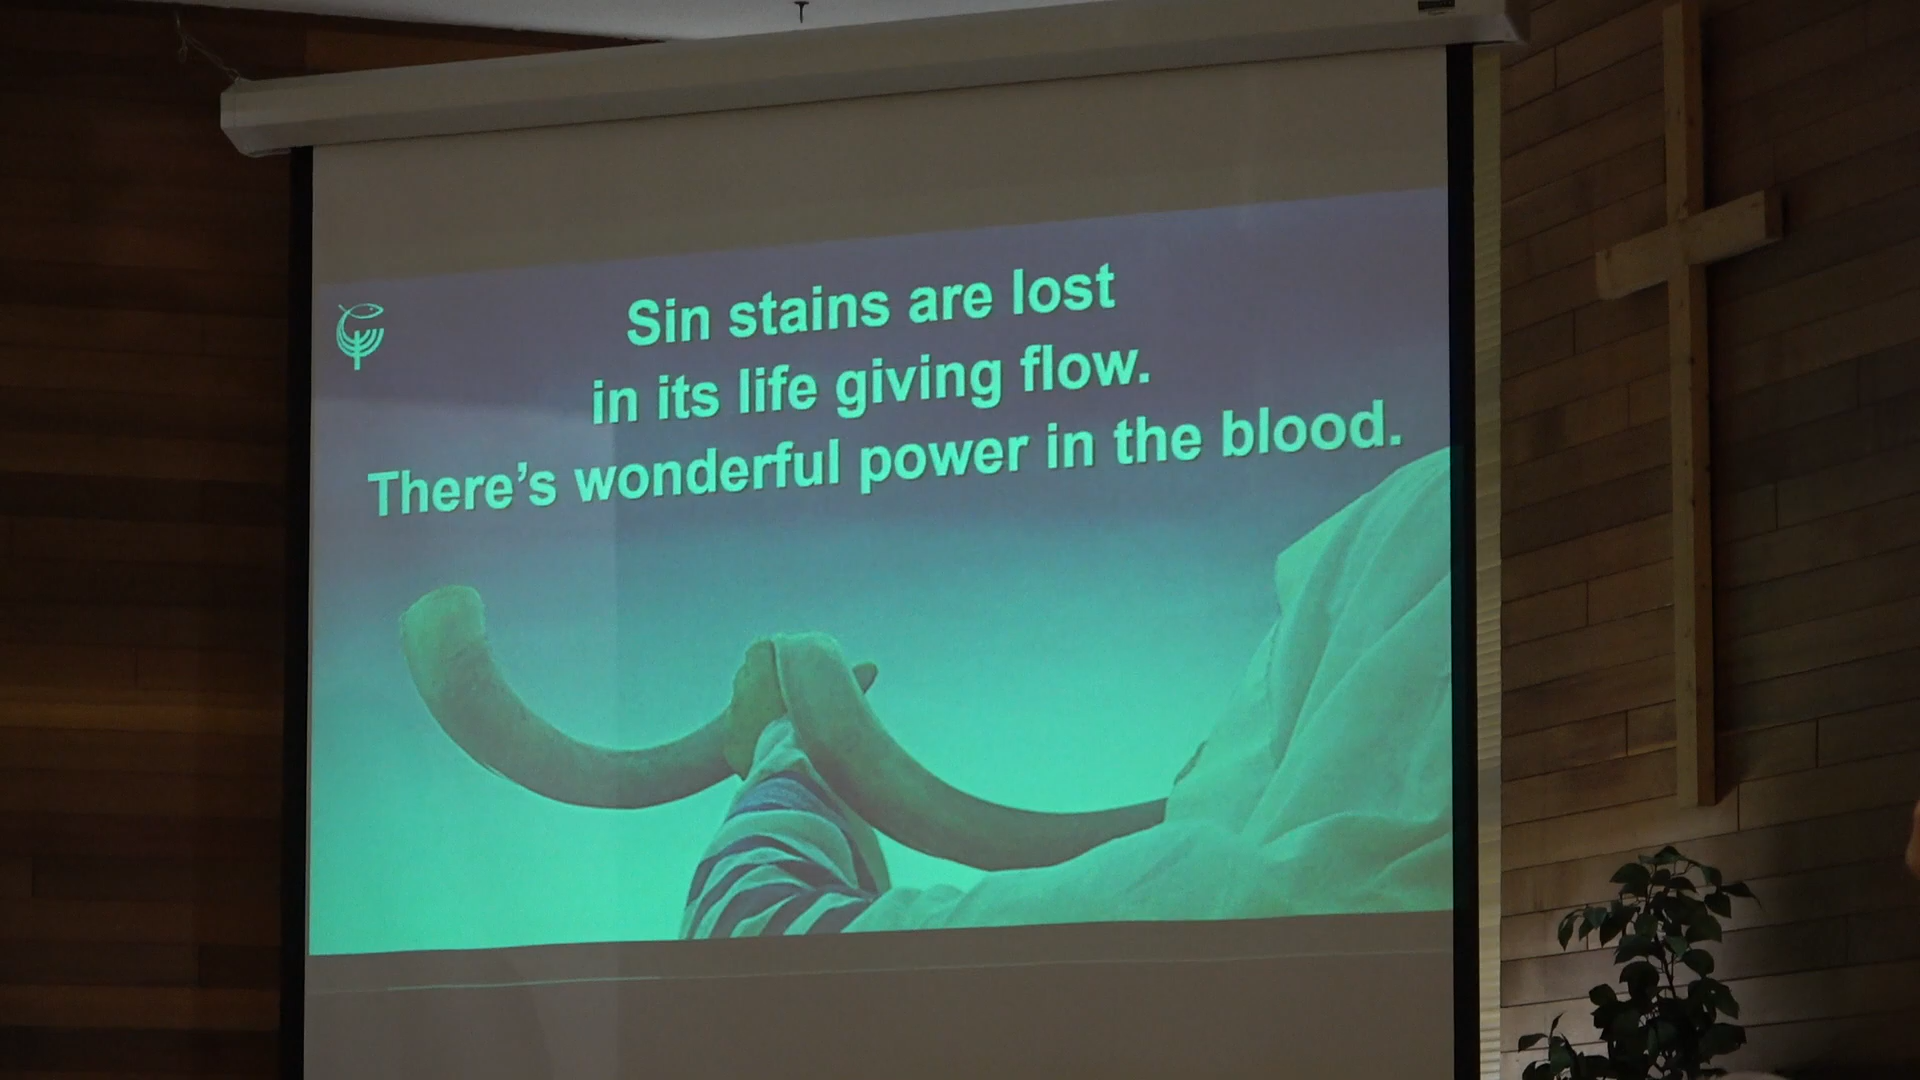 Sin stains are lost
in its life giving flow.
There’s wonderful power in the blood.